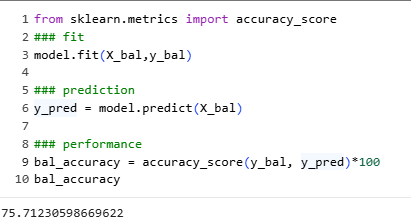 1 from sklearn.metrics import accuracy_score
2 ### fit
3 model.fit(X_bal,y_bal)
4
5 ### prediction
6 y_pred = model.predict(X_bal)
7
8 ### performance
9 bal_accuracy = accuracy_score(y_bal, y_pred)*100
10 bal_accuracy
75.71230598669622